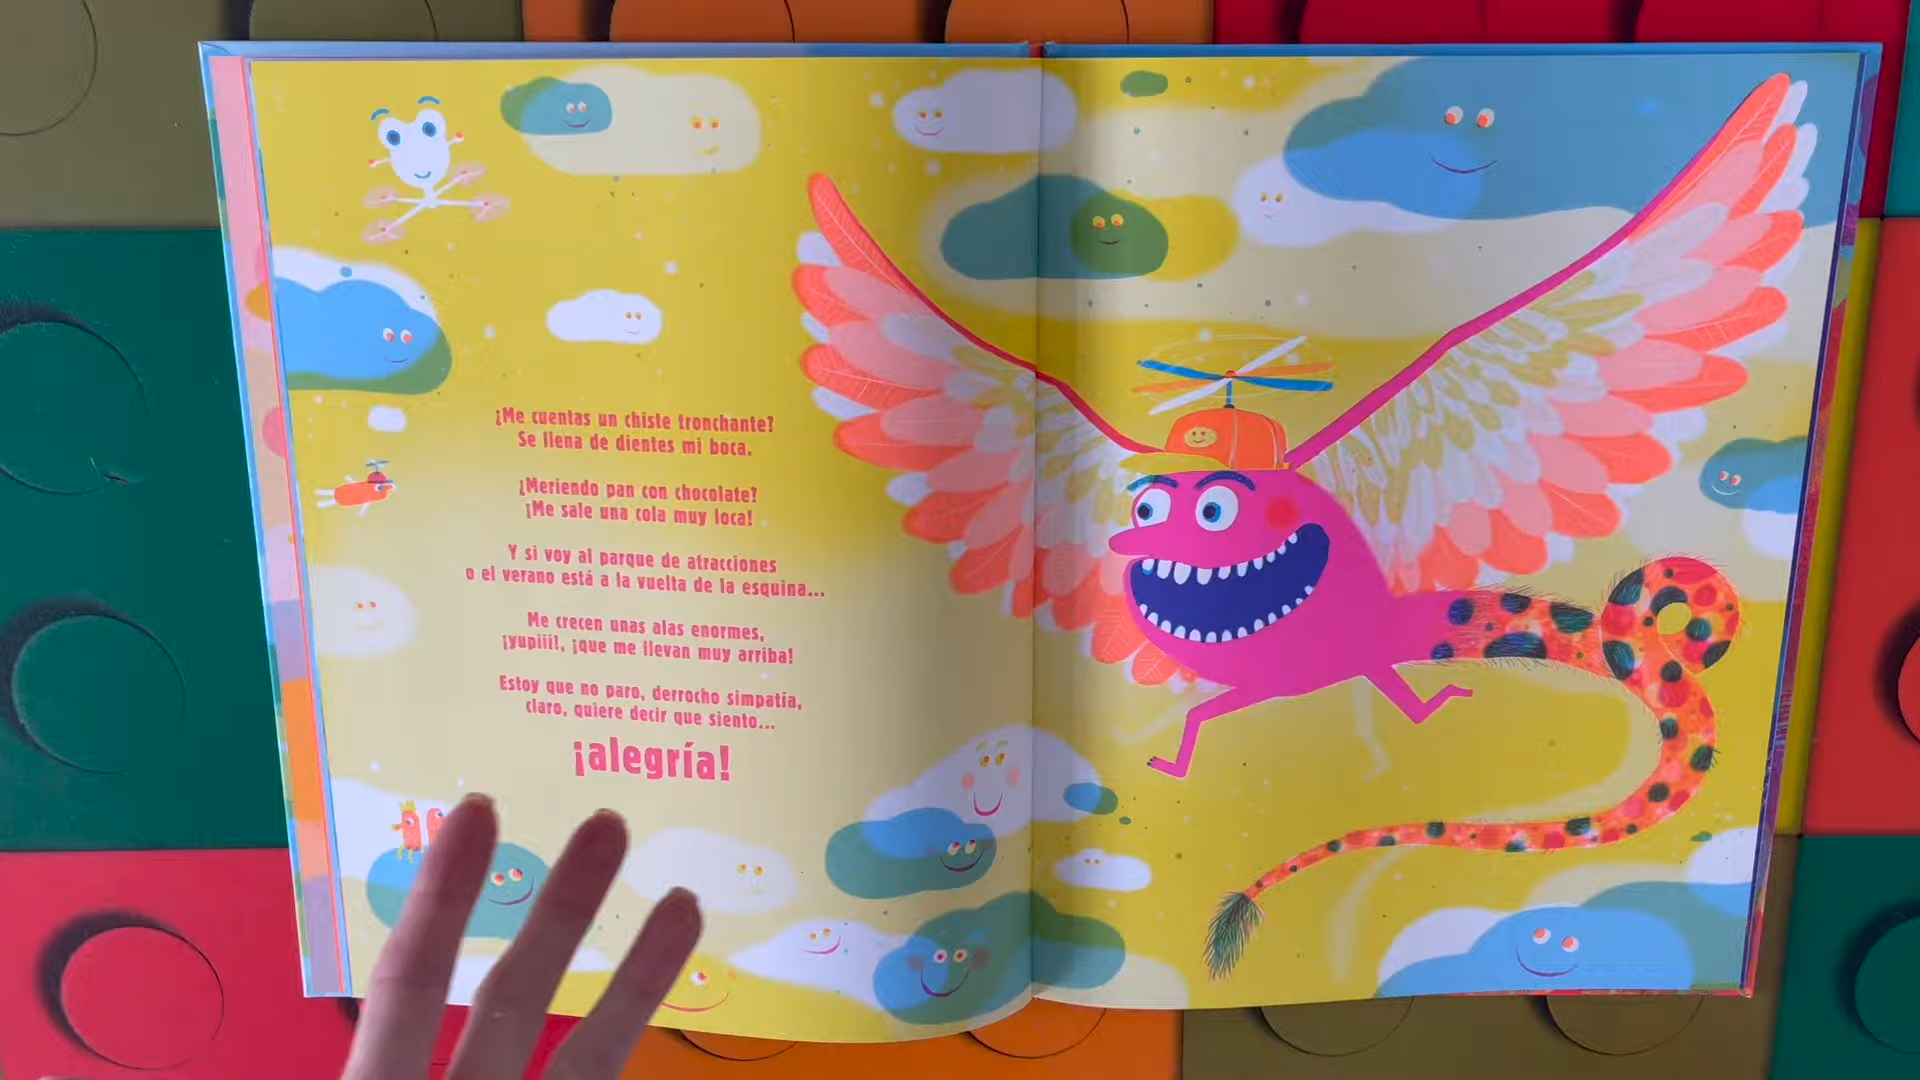 ¿Me cuentas un chiste tronchante?
Se llena de dientes mi boca.
¿Meriendo pan con chocolate?
¡Me sale una cola muy loca!
Y si voy al parque de atracciones
o el verano está a la vuelta de la esquina...
Me crecen unas alas enormes,
¡yupiii!, ¡que me llevan muy arriba!
Estoy que no paro, derrocho simpatía,
claro, quiere decir que siento...
¡alegría!